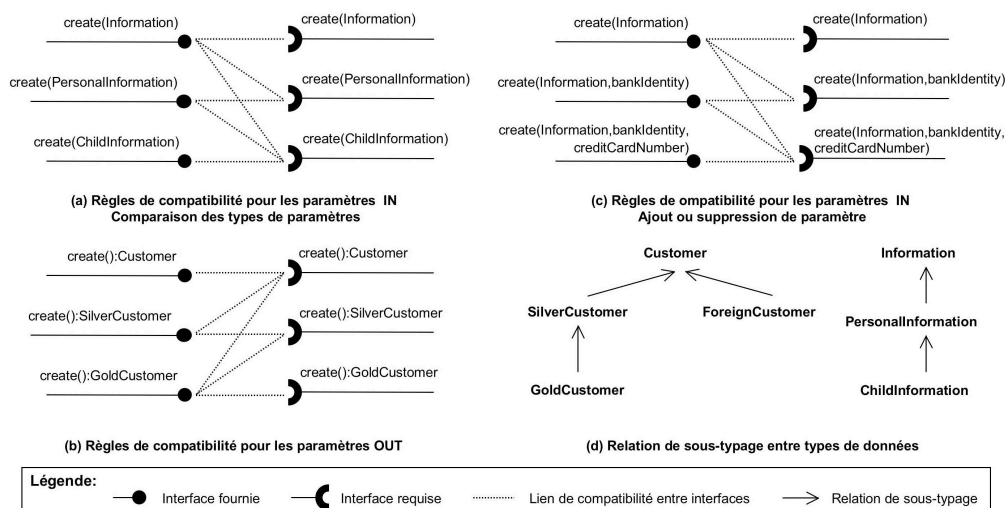 create(Information)
create(Information)
create(PersonalInformation)
create(PersonalInformation)
create(ChildInformation)
create(ChildInformation)
(a) Règles de compatibilité pour les paramètres IN
Comparaison des types de paramètres
create(Information)
create(Information)
create(Information,bankIdentity)
create(Information,bankIdentity)
create(Information,bankIdentity,
creditCardNumber)
create(Information,bankIdentity,
creditCardNumber)
(c) Règles de ompatibilité pour les paramètres IN
Ajout ou suppression de paramètre
create():Customer
create():Customer
create():SilverCustomer
create():SilverCustomer
create():GoldCustomer
create():GoldCustomer
(b) Règles de compatibilité pour les paramètres OUT
Customer
Information
SilverCustomer
ForeignCustomer
PersonalInformation
GoldCustomer
ChildInformation
(d) Relation de sous-typage entre types de données
Légende:
Interface fournie
Interface requise
Lien de compatibilité entre interfaces
Relation de sous-typage